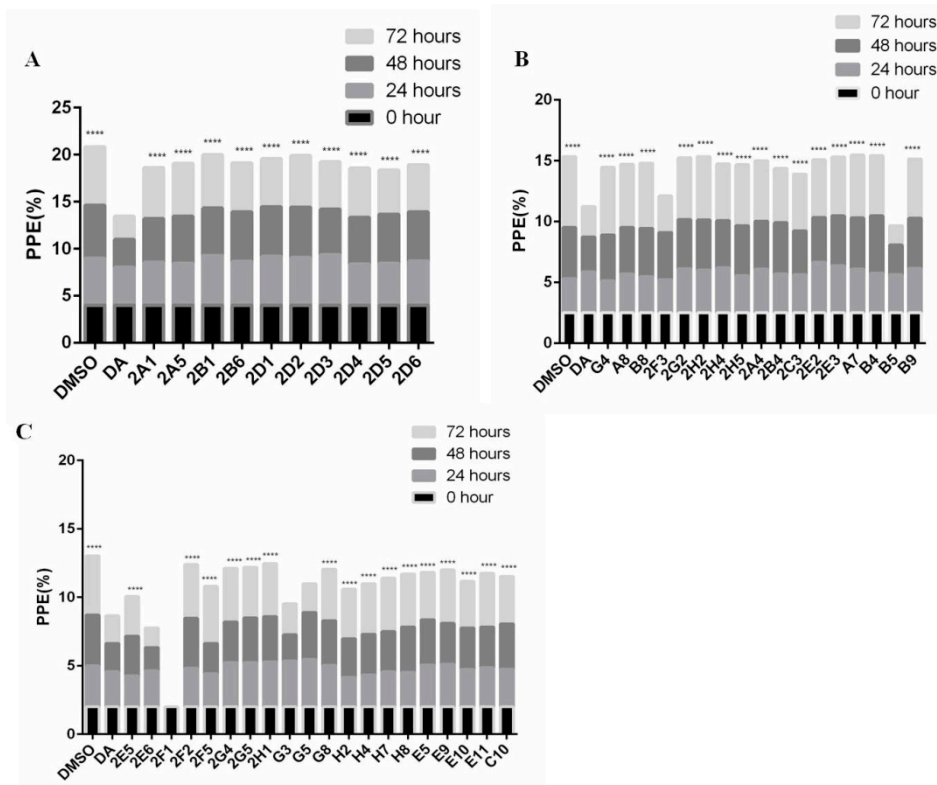 A
72 hours
48 hours
24 hours
0 hour
PPE(%)
25
20
15
10
5
0
**** **** **** **** **** **** **** **** **** **** ****
DMSO DA 2A1 2A5 2B1 2B6 2D1 2D2 2D3 2D4 2D5 2D6
B
72 hours
48 hours
24 hours
0 hour
PPE(%)
20
15
10
5
0
**** **** **** **** **** **** **** **** **** **** **** **** **** **** **** ****
DMSO DA G4 A8 B8 2F3 2G2 2H2 2H4 2H5 2A4 2B4 2C3 2E2 2E3 A7 B4 B5 B9
C
72 hours
48 hours
24 hours
0 hour
PPE(%)
20
15
10
5
0
**** **** **** **** **** **** **** **** **** **** **** **** **** **** **** **** ****
DMSO DA 2E5 2E6 2F1 2F2 2F5 2G4 2G5 2H1 G3 G5 G8 H2 H4 H7 H8 E5 E9 E10 E11 C10